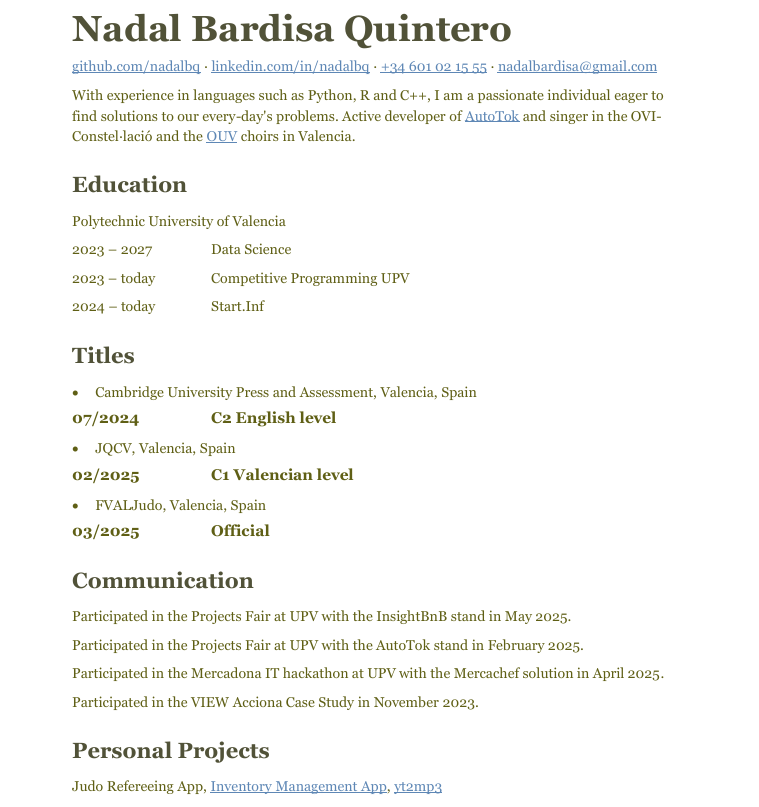 Nadal Bardisa Quintero
github.com/nadalbq · linkedin.com/in/nadalbq · +34 601 02 15 55 · nadalbardisa@gmail.com
With experience in languages such as Python, R and C++, I am a passionate individual eager to
find solutions to our every-day's problems. Active developer of AutoTok and singer in the OVI-
Constel·lació and the OUV choirs in Valencia.
Education
Polytechnic University of Valencia
2023 – 2027 Data Science
2023 – today Competitive Programming UPV
2024 – today Start.Inf
Titles
• Cambridge University Press and Assessment, Valencia, Spain
07/2024 C2 English level
• JQCV, Valencia, Spain
02/2025 C1 Valencian level
• FVALJudo, Valencia, Spain
03/2025 Official
Communication
Participated in the Projects Fair at UPV with the InsightBnB stand in May 2025.
Participated in the Projects Fair at UPV with the AutoTok stand in February 2025.
Participated in the Mercadona IT hackathon at UPV with the Mercachef solution in April 2025.
Participated in the VIEW Acciona Case Study in November 2023.
Personal Projects
Judo Refereeing App, Inventory Management App, yt2mp3